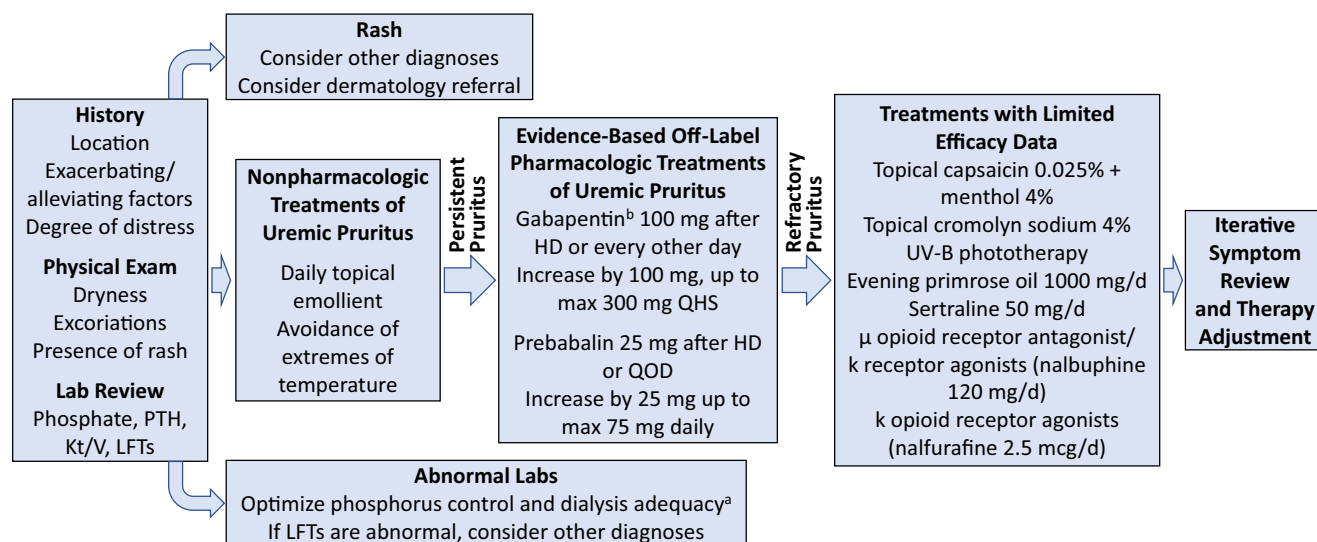 Rash
Consider other diagnoses
Consider dermatology referral
History
Location
Exacerbating/
alleviating factors
Degree of distress
Physical Exam
Dryness
Excoriations
Presence of rash
Lab Review
Phosphate, PTH,
Kt/V, LFTs
Nonpharmacologic
Treatments of
Uremic Pruritus
Daily topical
emollient
Avoidance of
extremes of
temperature
Persistent
Pruritus
Evidence-Based Off-Label
Pharmacologic Treatments
of Uremic Pruritus
Gabapentinᵇ 100 mg after
HD or every other day
Increase by 100 mg, up to
max 300 mg QHS
Prebabalin 25 mg after HD
or QOD
Increase by 25 mg up to
max 75 mg daily
Refractory
Pruritus
Treatments with Limited
Efficacy Data
Topical capsaicin 0.025% +
menthol 4%
Topical cromolyn sodium 4%
UV-B phototherapy
Evening primrose oil 1000 mg/d
Sertraline 50 mg/d
µ opioid receptor antagonist/
k receptor agonists (nalbuphine
120 mg/d)
k opioid receptor agonists
(nalfurafine 2.5 mcg/d)
Iterative
Symptom
Review
and Therapy
Adjustment
Abnormal Labs
Optimize phosphorus control and dialysis adequacyᵃ
If LFTs are abnormal, consider other diagnoses